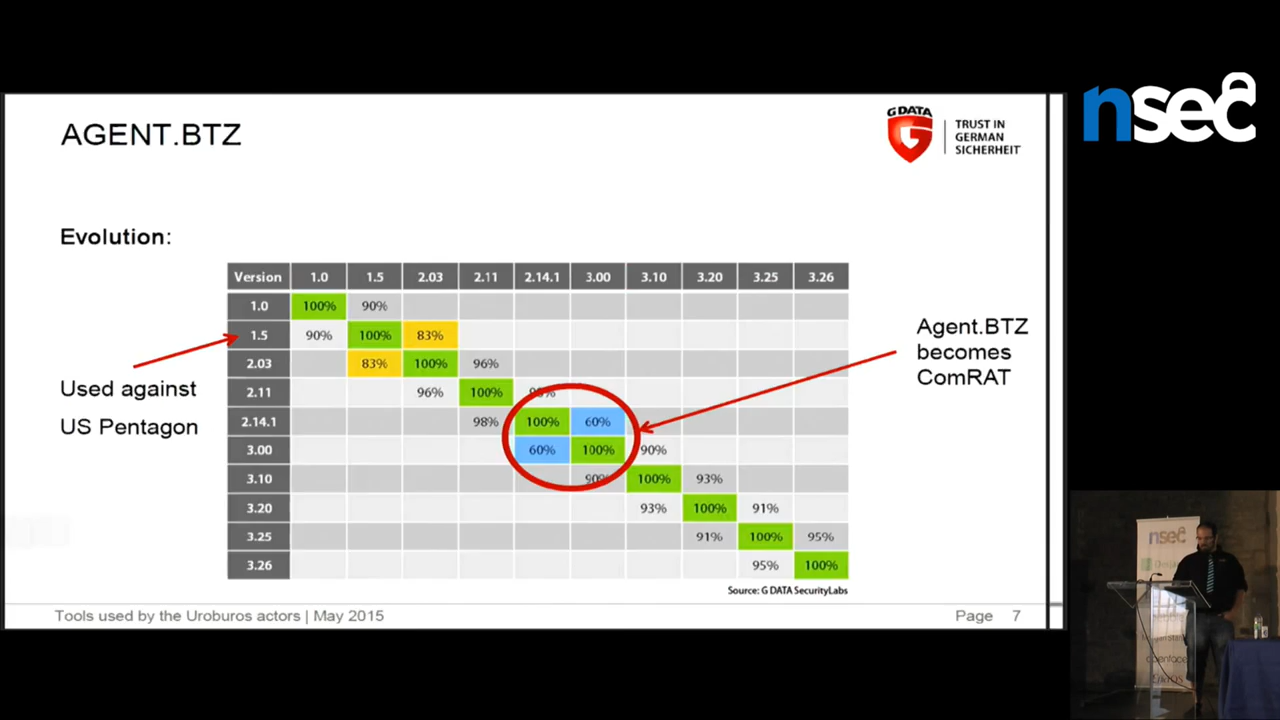 AGENT.BTZ
G DATA
TRUST IN
GERMAN
SICHERHEIT
nsec
Evolution:
Version 1.0 1.5 2.03 2.11 2.14.1 3.00 3.10 3.20 3.25 3.26
1.0 100% 90%
1.5 90% 100% 83%
2.03 83% 100% 96%
2.11 96% 100% 98%
2.14.1 98% 100% 60%
3.00 60% 100% 90%
3.10 90% 100% 93%
3.20 93% 100% 91%
3.25 91% 100% 95%
3.26 95% 100%
Used against
US Pentagon
Agent.BTZ
becomes
ComRAT
Source: G DATA SecurityLabs
Tools used by the Uroburos actors | May 2015
Page 7
nsec